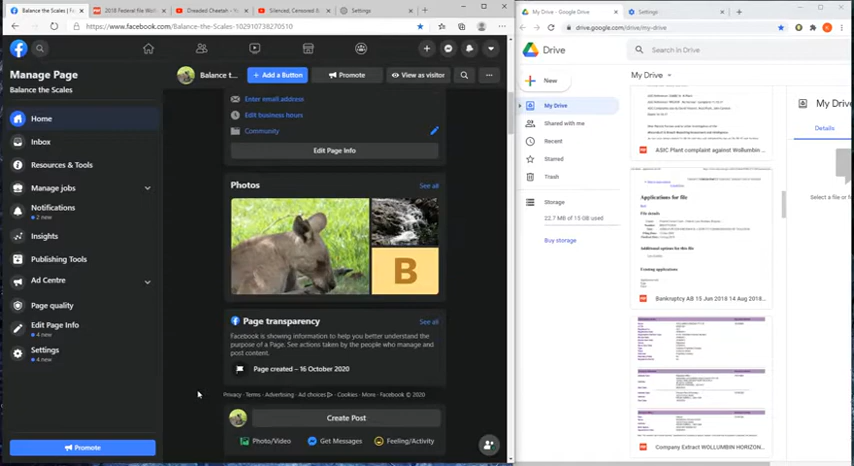 Balance the Scales
2018 Federal file Wol
Dreaded Cheetah - Yo
Silenced, Censored B
Settings
https://www.facebook.com/Balance-the-Scales-102910738270510
Manage Page
Balance the Scales
Home
Inbox
Resources & Tools
Manage jobs
Notifications
2 new
Insights
Publishing Tools
Ad Centre
Page quality
Edit Page Info
4 new
Settings
4 new
Promote
Balance t...
+ Add a Button
Promote
View as visitor
Enter email address
Edit business hours
Community
Edit Page Info
Photos
See all
B
Page transparency
See all
Facebook is showing information to help you better understand the
purpose of a Page. See actions taken by the people who manage and
post content.
Page created – 16 October 2020
Privacy · Terms · Advertising · Ad choices · Cookies · More · Facebook © 2020
Create Post
Photo/Video
Get Messages
Feeling/Activity
My Drive - Google Drive
Settings
drive.google.com/drive/my-drive
Drive
Search in Drive
New
My Drive
Shared with me
Recent
Starred
Trash
Storage
22.7 MB of 15 GB used
Buy storage
My Drive
ASIC Plant complaint against Wollumbin ...
Applications for file
File details
Additional options for this file
Existing applications
Bankruptcy AB 15 Jun 2018 14 Aug 2018...
Company Extract WOLLUMBIN HORIZON...
My Drive
Details
Select a file or f